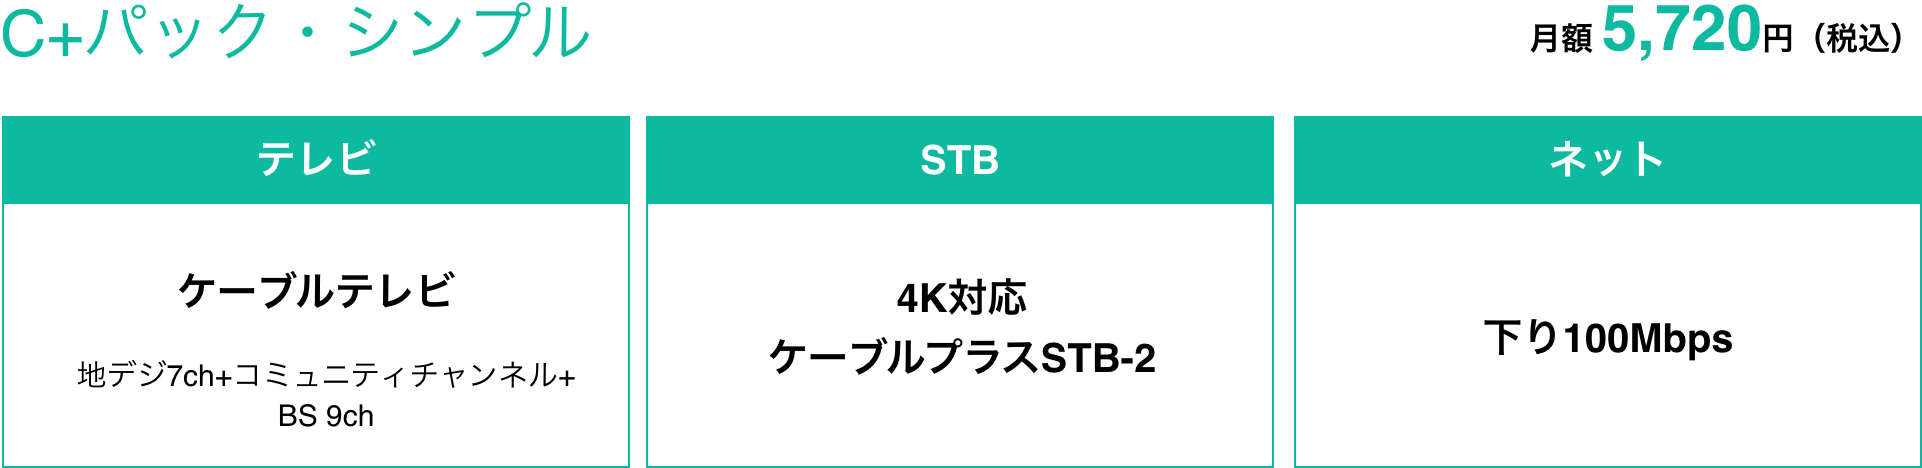 C+パック・シンプル
月額 5,720円（税込）
テレビ
ケーブルテレビ
地デジ7ch+コミュニティチャンネル+
BS 9ch
STB
4K対応
ケーブルプラスSTB-2
ネット
下り100Mbps